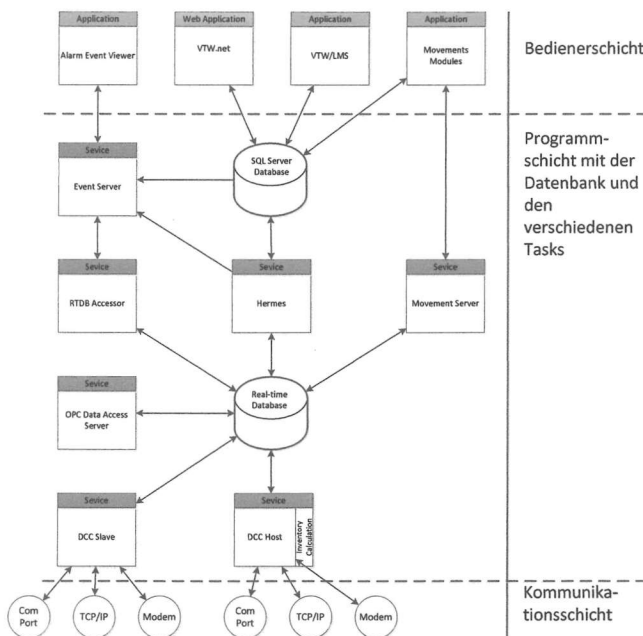 Application
Alarm Event Viewer
Web Application
VTW.net
Application
VTW/LMS
Application
Movements
Modules
Bedienerschicht
Sevice
Event Server
SQL Server
Database
Programm-
schicht mit der
Datenbank und
den
verschiedenen
Tasks
Sevice
RTDB Accessor
Sevice
Hermes
Sevice
Movement Server
Sevice
OPC Data Access
Server
Real-time
Database
Sevice
DCC Slave
Sevice
DCC Host
Inventory
Calculation
Com
Port
TCP/IP
Modem
Com
Port
TCP/IP
Modem
Kommunika-
tionsschicht